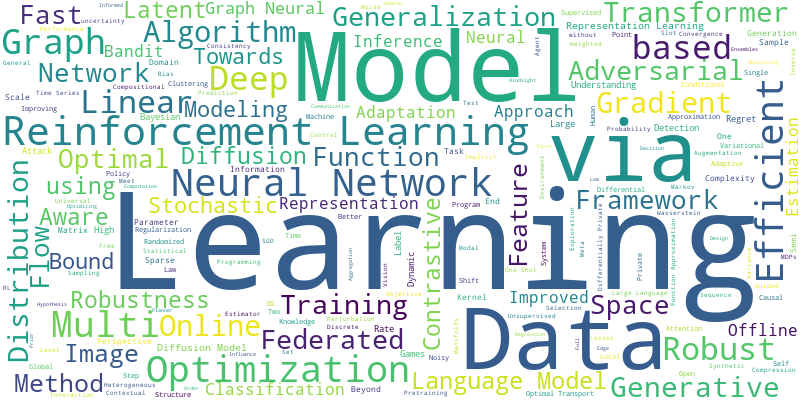 Fast
Latent
Graph Neural
Generalization
Transformer
Graph
Algorithm
Bandit
Towards
Inference
Neural
Model
based
Representation Learning
Network
Deep
Adversarial
Linear
Modeling
Adaptation
Approach
Gradient
Reinforcement Learning
via
Optimal
Diffusion
Function
Task
Efficient
Estimation
using
Neural Network
Framework
Stochastic
Representation
Feature
Aware
Distribution
Flow
Learning
Contrastive
Bound
Robustness
Training
Improved
Space
Multi
Online
Federated
Data
Offline
Image
Optimization
Robust
Method
Classification
Language Model
Generative
Uncertainty
Performance
Consistency
Domain
Bias
General
Compositional
Time Series
Clustering
Scale
Improving
Bayesian
Prediction
Communication
Machine
Control
Attack
Policy
Meet
Information
Computation
Universal
Optimizing
Parameter
Regularization
Matrix
High
Free
Randomized
Statistical
Sparse
Law
Sampling
SGD
Time
Better
Programming
Label
Dynamic
Vision
Aggregation
RL
Hypothesis
Prior
Planner
Perspective
Level
Global
Diffusion Model
Step
Heterogeneous
Contextual
Interaction
Structure
Order
Influence
Estimator
3D
Two
Knowledge
Perturbation
Discrete
Rate
Objective
Games
Noisy
Set
Beyond
Pretraining
Kernel
Shift
Modal
Manifolds
Program
End
One Shot
System
Environment
Implicit
Test
Hindsight
Agent
Large
Human
Low
Meta
Exploration
Differentially Private
Private
Differential
Probability
Decision
Markov
Wasserstein
Complexity
Approximation
Detection
Understanding
Supervised
Noise
Search
without
Weighted
Point
Slot
Convergence
Generation
Sample
Single
Conditional
Regret
One
Variational
Augmentation
Adaptive
Informed
Ensembles
Inverse
Semi
MDPs
Design
Variable
Guided
Causal
Sequence
Function Approximation
Large Language
Unsupervised
Selection
Regression
Full
Edge
Losses
Local
Attention
Synthetic
Open
Self
Compression
Optimal Transport